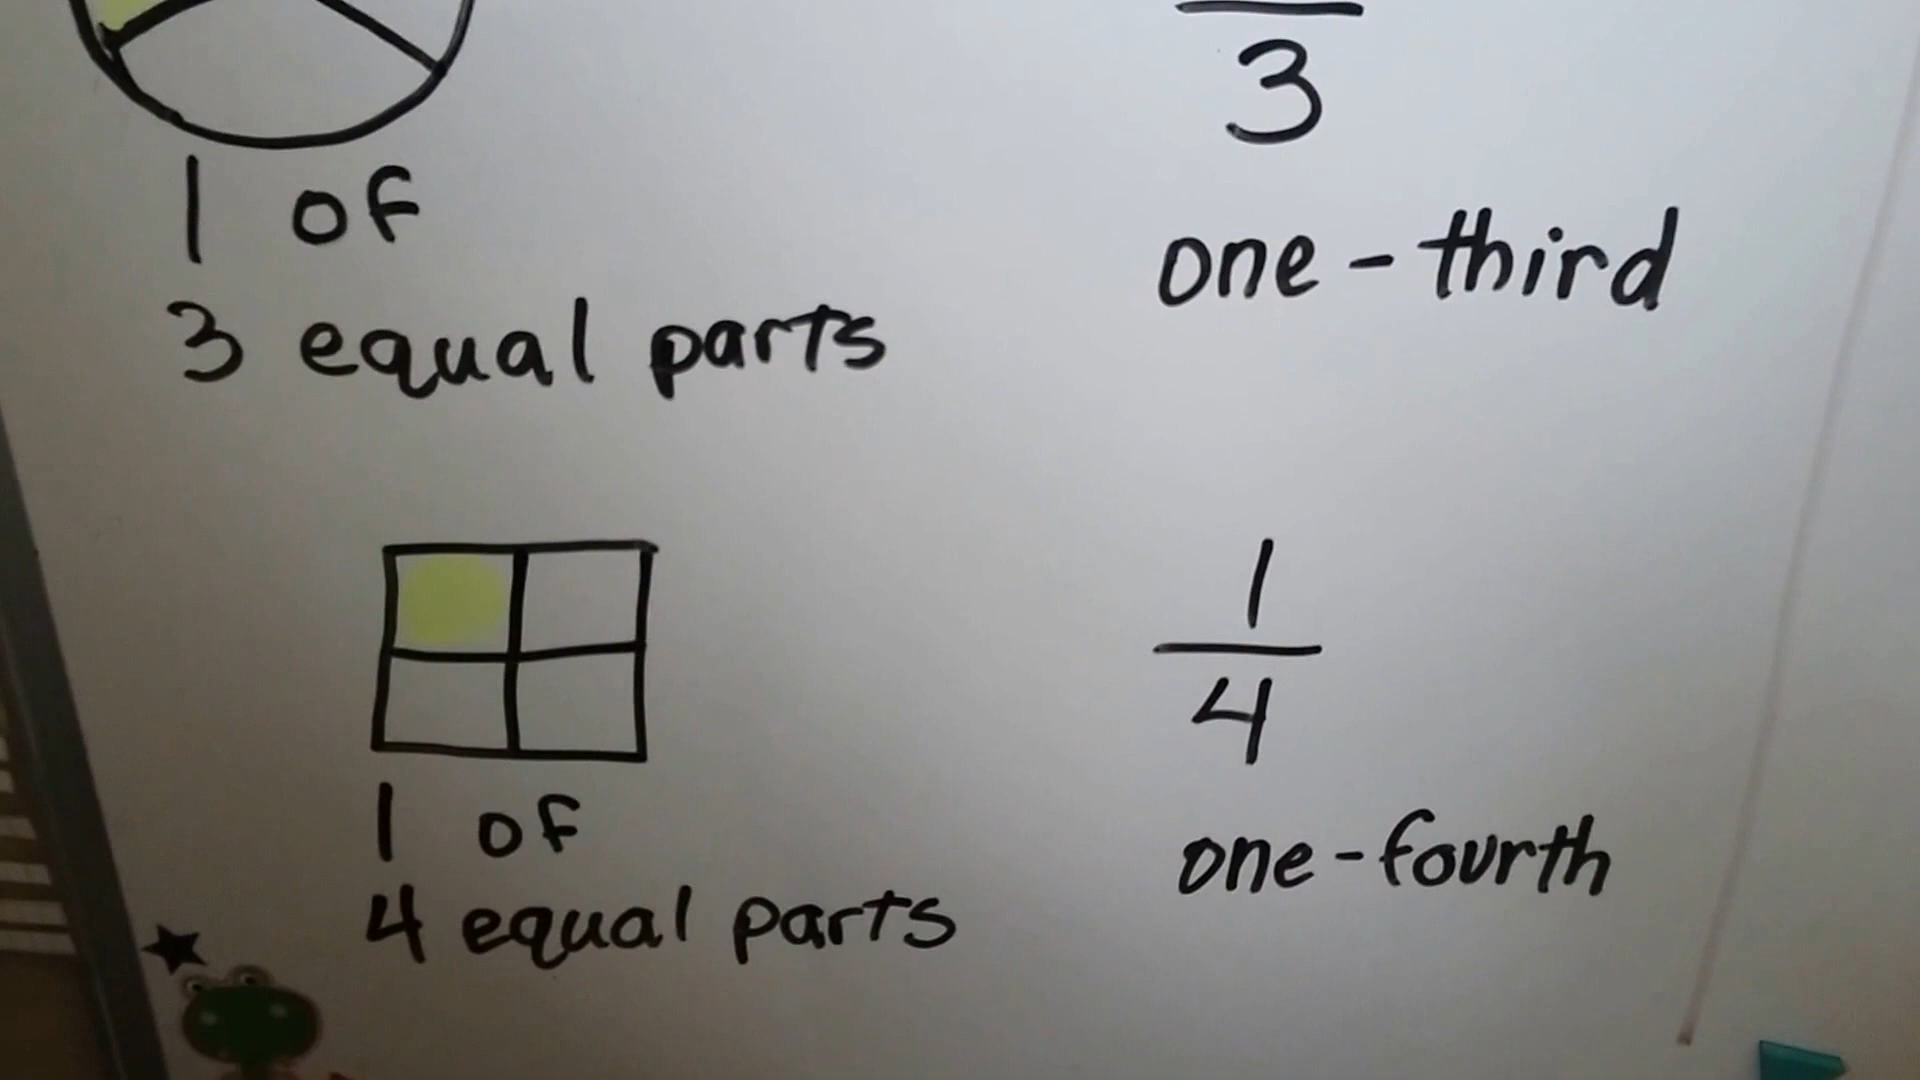 3
1 of
one-third
3 equal parts
1
4
1 of
one-fourth
4 equal parts